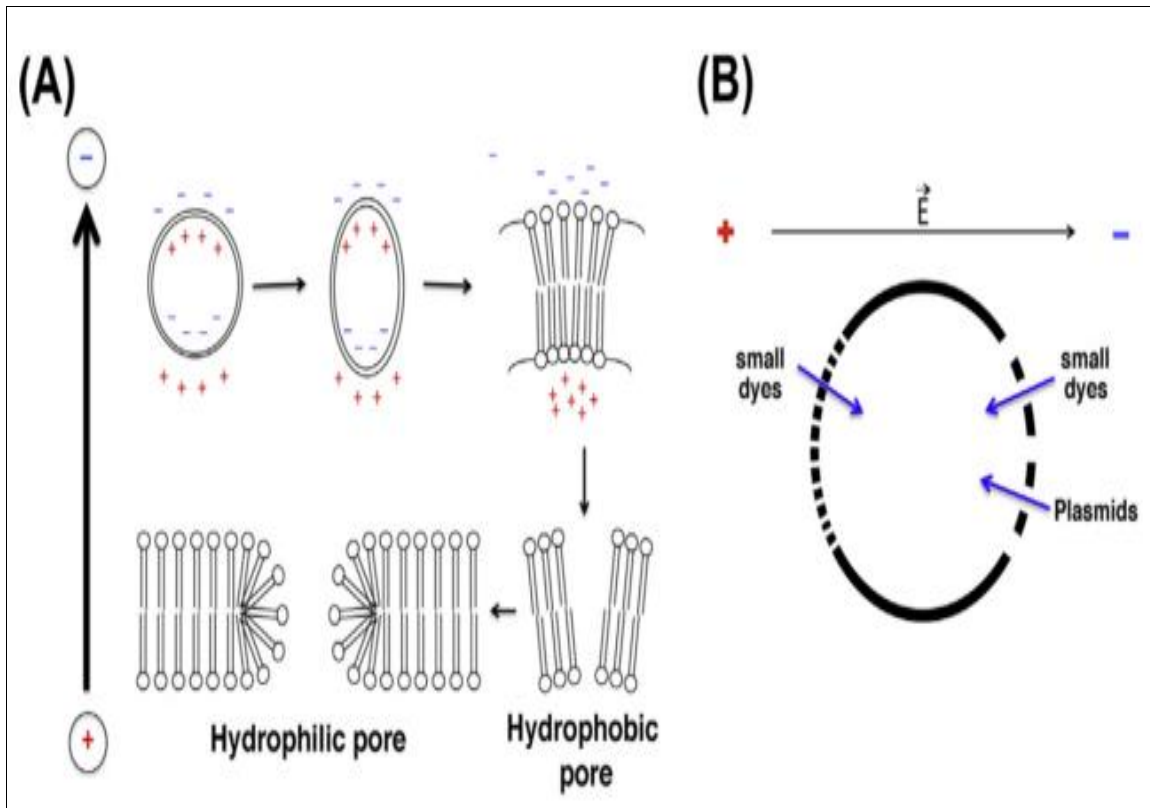 (A)
Hydrophilic pore
Hydrophobic
pore
(B)
E
small
dyes
small
dyes
Plasmids